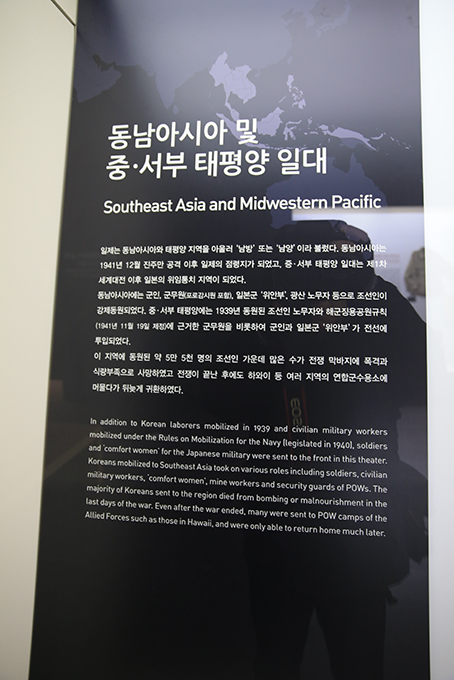 동남아시아 및
중·서부 태평양 일대
Southeast Asia and Midwestern Pacific
일제는 동남아시아와 태평양 지역을 아울러 '남방' 또는 '남양'이라 불렀다. 동남아시아는
1941년 12월 진주만 공격 이후 일제의 점령지가 되었고, 중·서부 태평양 일대는 제1차
세계대전 이후 일본의 위임통치 지역이 되었다.
동남아시아에는 군인, 군무원(포로감시원 포함), 일본군 '위안부', 광산 노무자 등으로 조선인이
강제동원되었다. 중·서부 태평양에는 1939년 동원된 조선인 노무자와 해군징용공원규칙
(1941년 11월 19일 제정)에 근거한 군무원을 비롯하여 군인과 일본군 '위안부'가 전선에
투입되었다.
이 지역에 동원된 약 5만 5천 명의 조선인 가운데 많은 수가 전쟁 막바지에 폭격과
식량부족으로 사망하였고 전쟁이 끝난 후에도 하와이 등 여러 지역의 연합군수용소에
머물다가 뒤늦게 귀환하였다.
In addition to Korean laborers mobilized in 1939 and civilian military workers
mobilized under the Rules on Mobilization for the Navy (legislated in 1940), soldiers
and 'comfort women' for the Japanese military were sent to the front in this theater.
Koreans mobilized to Southeast Asia took on various roles including soldiers, civilian
military workers, 'comfort women', mine workers and security guards of POWs. The
majority of Koreans sent to the region died from bombing or malnourishment in the
last days of the war. Even after the war ended, many were sent to POW camps of the
Allied Forces such as those in Hawaii, and were only able to return home much later.